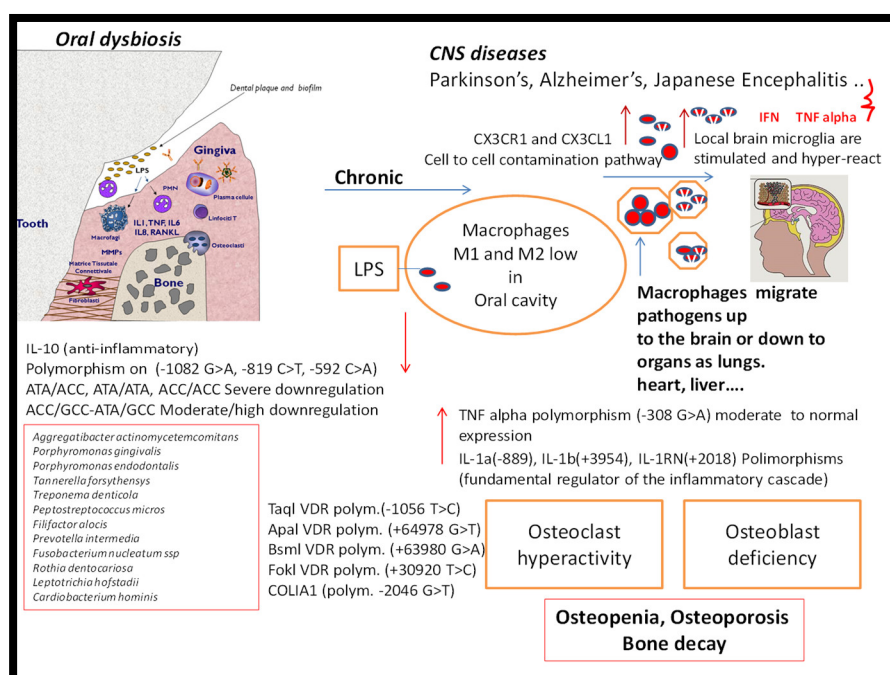 Oral dysbiosis
Dental plaque and biofilm
Gingiva
LPS
PMN
Plasma cellule
Linfociti T
Tooth
Macrofagi
IL1, TNF, IL6
IL8, RANKL
Osteoclasti
MMPs
Matrice Tissutale
Connettivale
Bone
Fibroblasti
CNS diseases
Parkinson's, Alzheimer's, Japanese Encephalitis ..
IFN TNF alpha
CX3CR1 and CX3CL1
Cell to cell contamination pathway
Local brain microglia are
stimulated and hyper-react
Chronic
LPS
Macrophages
M1 and M2 low
in
Oral cavity
Macrophages migrate
pathogens up
to the brain or down to
organs as lungs.
heart, liver....
IL-10 (anti-inflammatory)
Polymorphism on (-1082 G>A, -819 C>T, -592 C>A)
ATA/ACC, ATA/ATA, ACC/ACC Severe downregulation
ACC/GCC-ATA/GCC Moderate/high downregulation
TNF alpha polymorphism (-308 G>A) moderate to normal
expression
IL-1a(-889), IL-1b(+3954), IL-1RN(+2018) Polimorphisms
(fundamental regulator of the inflammatory cascade)
Aggregatibacter actinomycetemcomitans
Porphyromonas gingivalis
Porphyromonas endodontalis
Tannerella forsythensys
Treponema denticola
Peptostreptococcus micros
Filifactor alocis
Prevotella intermedia
Fusobacterium nucleatum ssp
Rothia dentocariosa
Leptotrichia hofstadii
Cardiobacterium hominis
TaqI VDR polym.(-1056 T>C)
ApaI VDR polym. (+64978 G>T)
BsmI VDR polym. (+63980 G>A)
FokI VDR polym. (+30920 T>C)
COLIA1 (polym. -2046 G>T)
Osteoclast
hyperactivity
Osteoblast
deficiency
Osteopenia, Osteoporosis
Bone decay